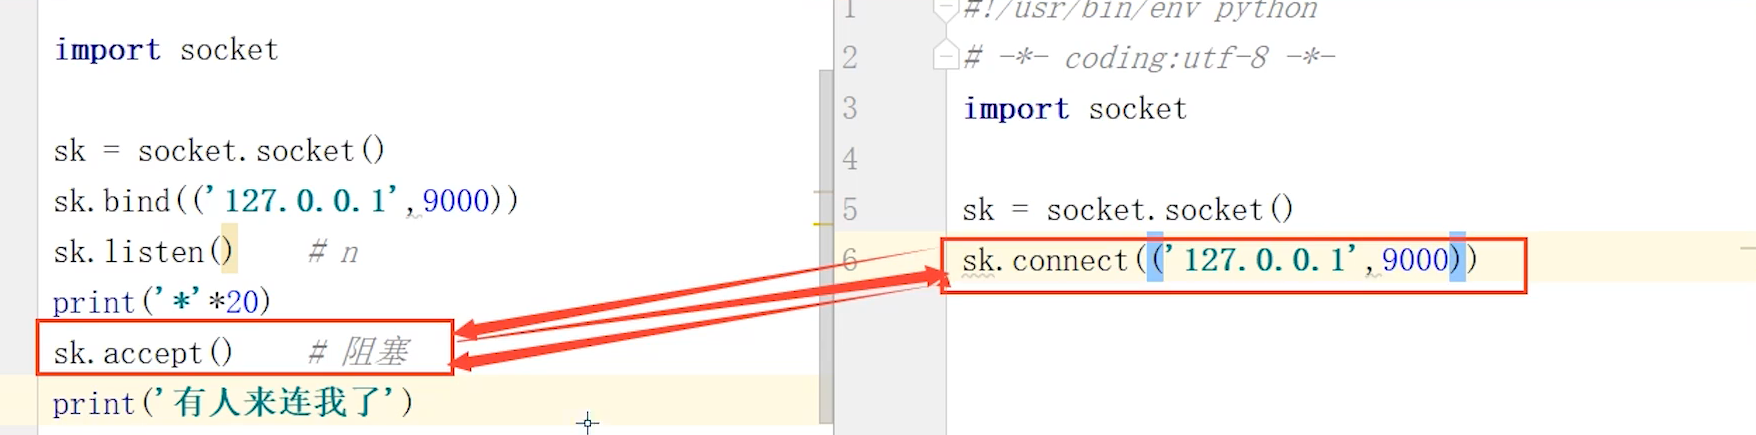 import socket
sk = socket.socket()
sk.bind(('127.0.0.1',9000))
sk.listen()    # n
print('*'*20)
sk.accept()    # 阻塞
print('有人来连我了')
1 #!/usr/bin/env python
2 # -*- coding:utf-8 -*-
3 import socket
4
5 sk = socket.socket()
6 sk.connect(('127.0.0.1',9000))